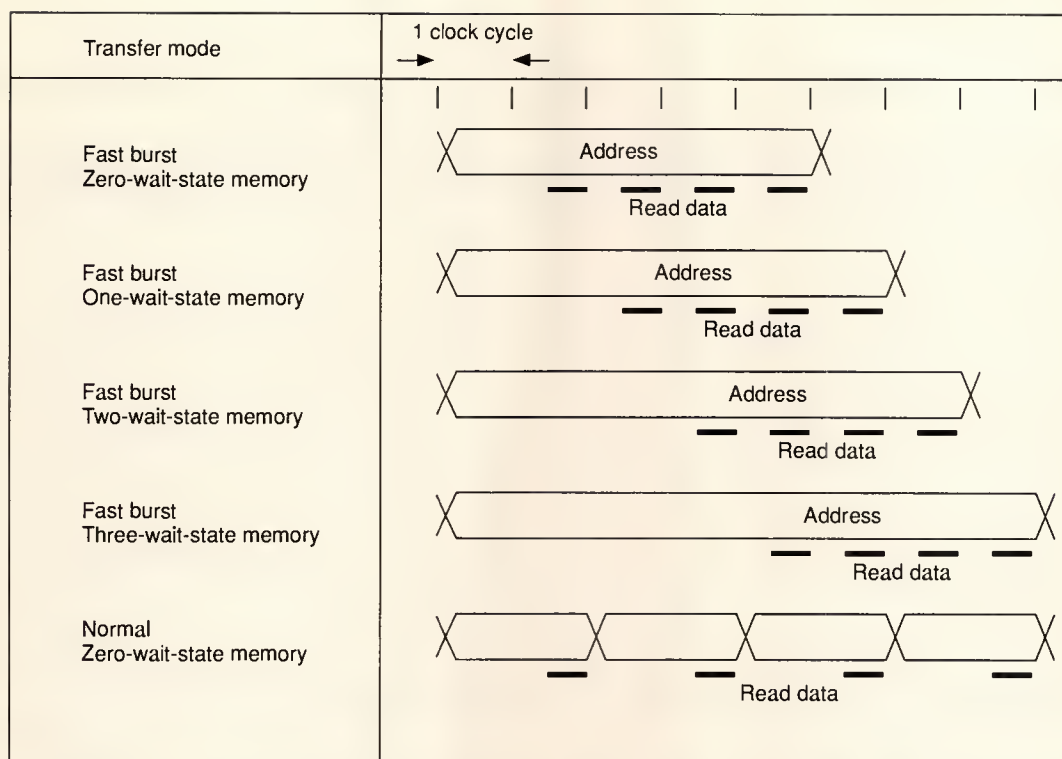 Transfer mode
1 clock cycle
Fast burst
Zero-wait-state memory
Address
Read data
Fast burst
One-wait-state memory
Address
Read data
Fast burst
Two-wait-state memory
Address
Read data
Fast burst
Three-wait-state memory
Address
Read data
Normal
Zero-wait-state memory
Read data